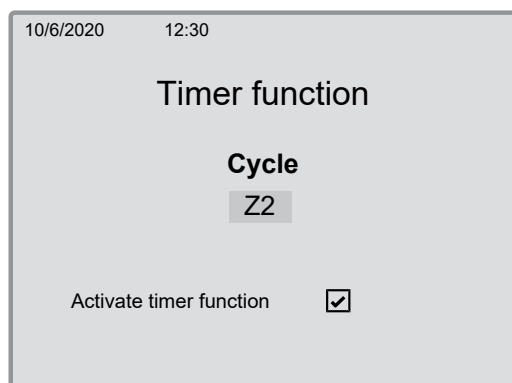 10/6/2020 12:30
Timer function
Cycle
Z2
Activate timer function